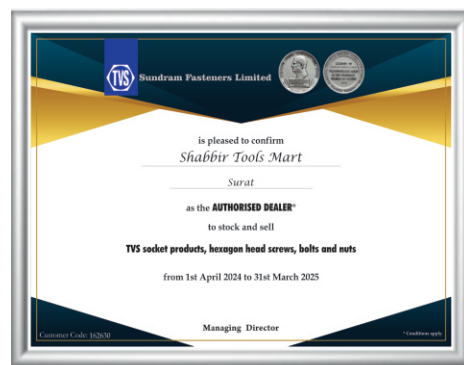 TVS
Sundram Fasteners Limited
is pleased to confirm
Shabbir Tools Mart
Surat
as the AUTHORISED DEALER*
to stock and sell
TVS socket products, hexagon head screws, bolts and nuts
from 1st April 2024 to 31st March 2025
Managing Director
Customer Code: 162630
* Conditions apply